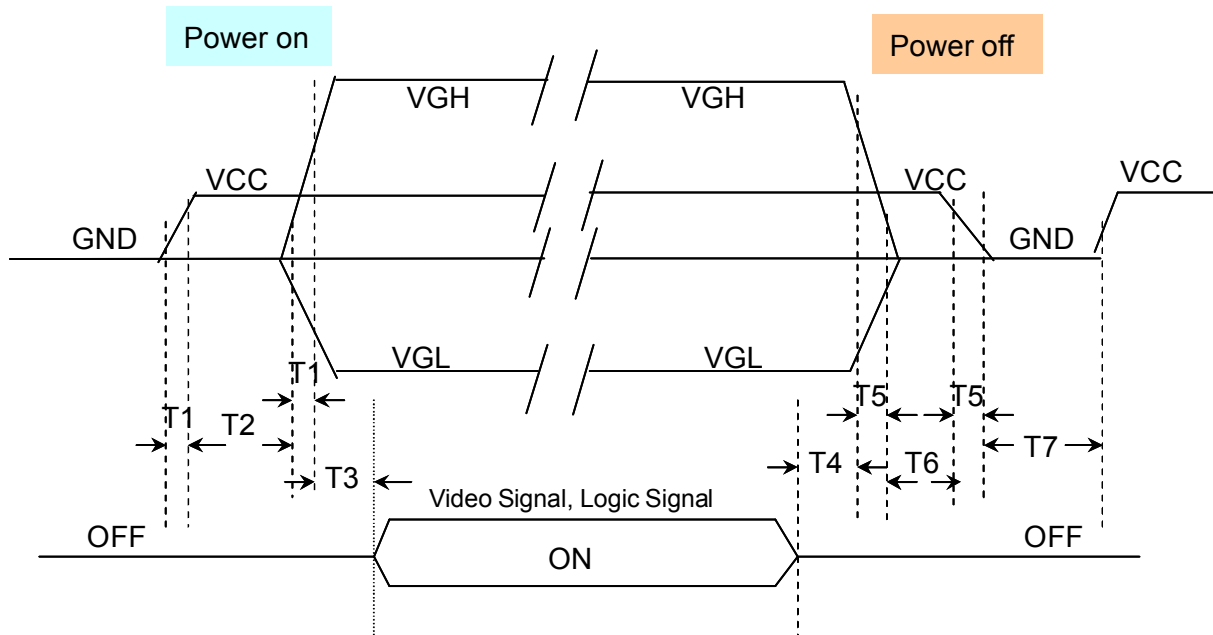 Power on
Power off
VGH
VGH
VCC
VCC
VCC
GND
GND
VGL
VGL
T1
T5
T5
T1
T2
T7
T3
T4
T6
Video Signal, Logic Signal
OFF
ON
OFF